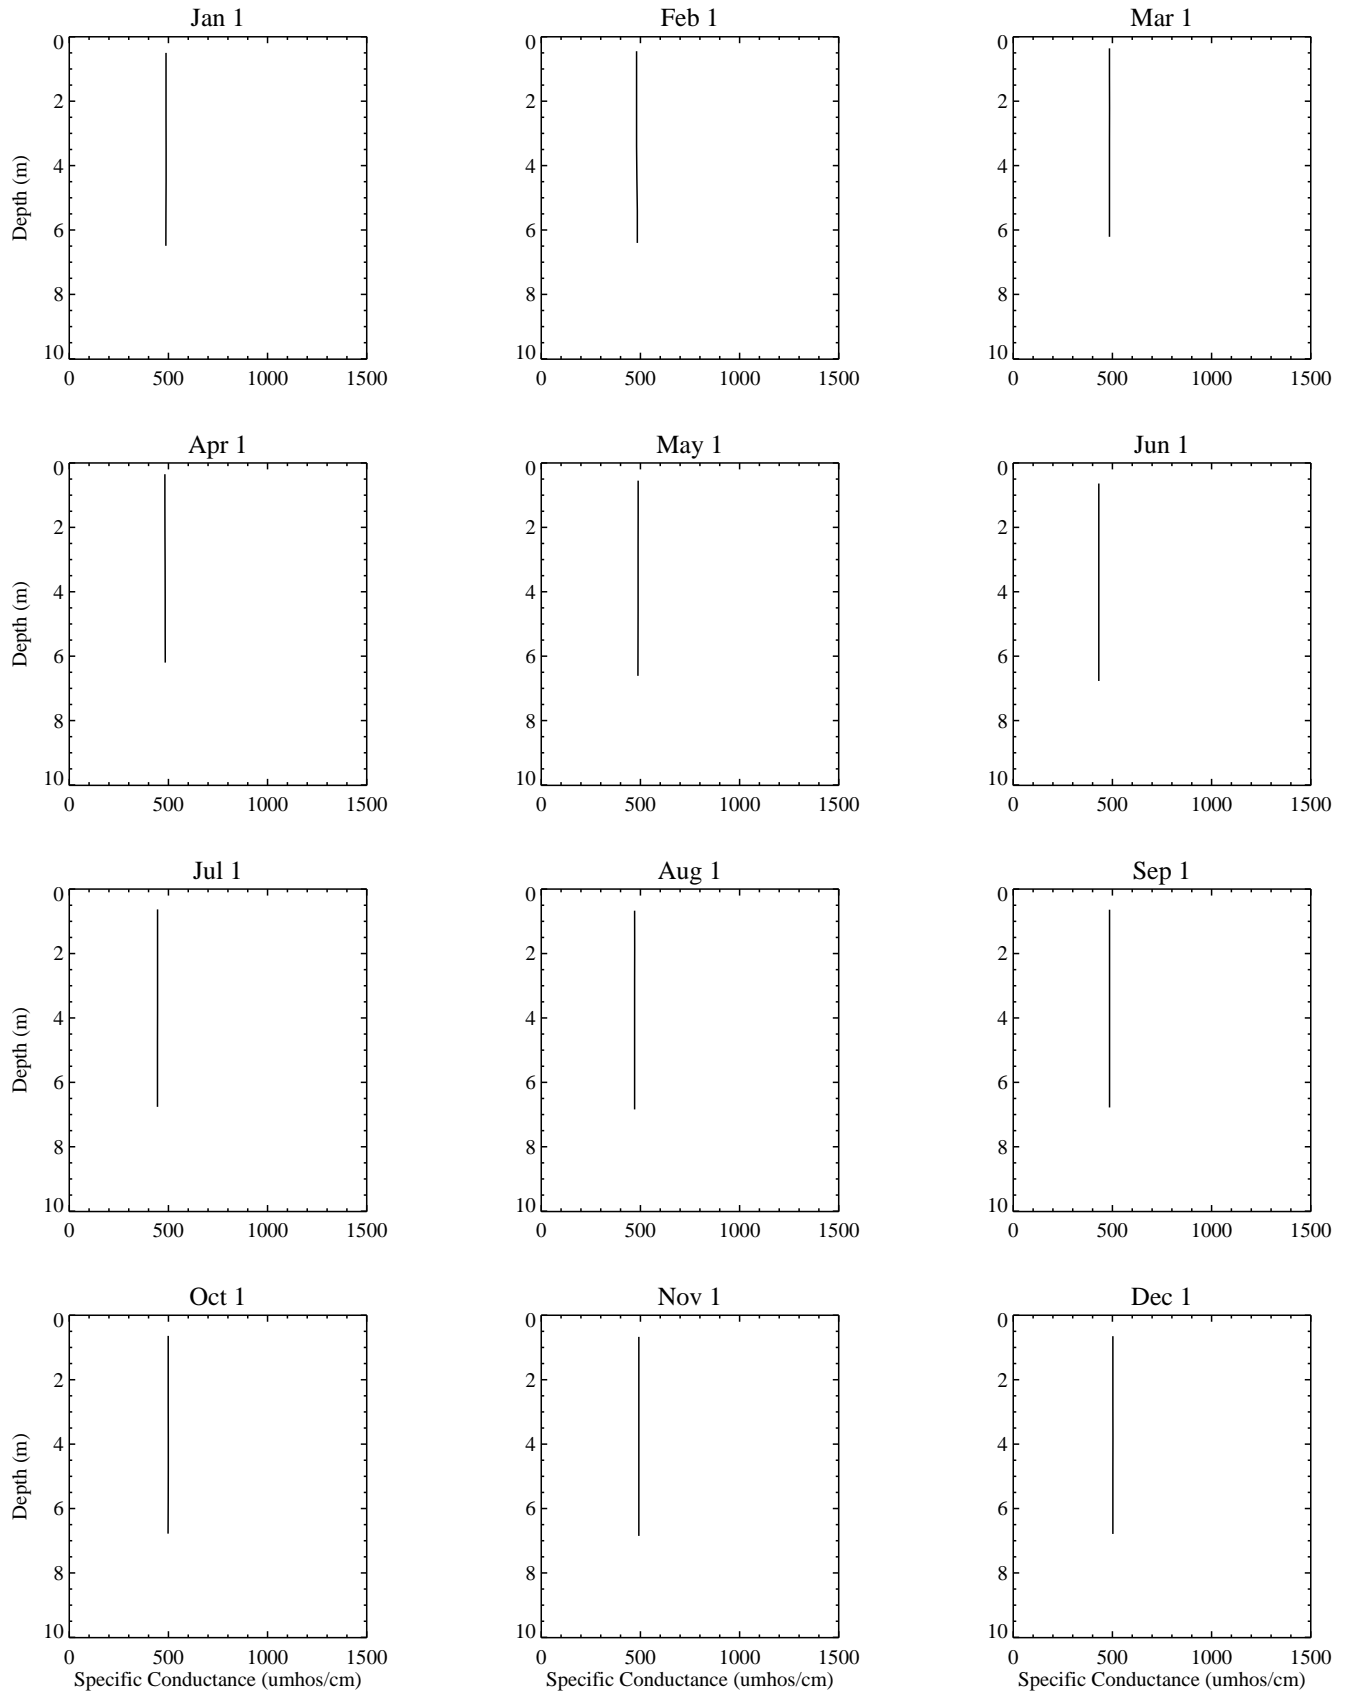 Jan 1
Feb 1
Mar 1
0 0 0
2 2 2
Depth (m) 4 4 4
6 6 6
8 8 8
10 10 10
0 500 1000 1500 0 500 1000 1500 0 500 1000 1500
Apr 1
May 1
Jun 1
0 0 0
2 2 2
Depth (m) 4 4 4
6 6 6
8 8 8
10 10 10
0 500 1000 1500 0 500 1000 1500 0 500 1000 1500
Jul 1
Aug 1
Sep 1
0 0 0
2 2 2
Depth (m) 4 4 4
6 6 6
8 8 8
10 10 10
0 500 1000 1500 0 500 1000 1500 0 500 1000 1500
Oct 1
Nov 1
Dec 1
0 0 0
2 2 2
Depth (m) 4 4 4
6 6 6
8 8 8
10 10 10
0 500 1000 1500 0 500 1000 1500 0 500 1000 1500
Specific Conductance (umhos/cm)
Specific Conductance (umhos/cm)
Specific Conductance (umhos/cm)